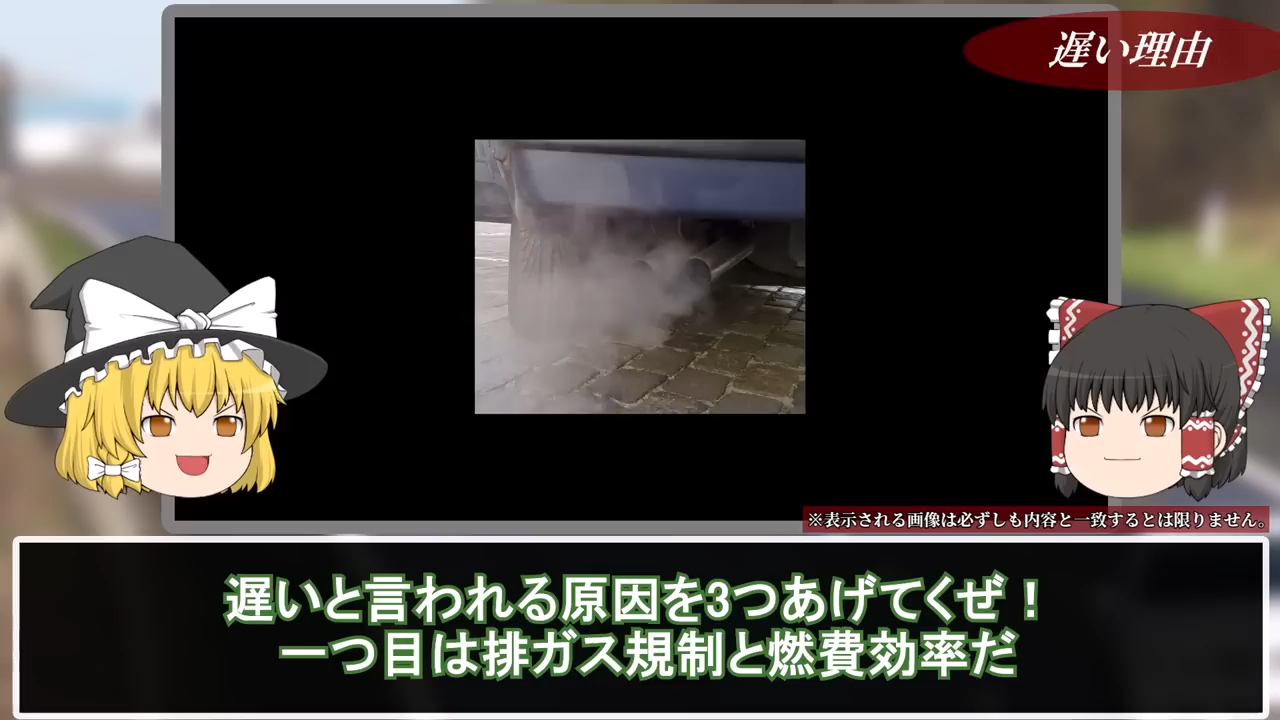 遅い理由
※表示される画像は必ずしも内容と一致するとは限りません。
遅いと言われる原因を3つあげてくぜ！
一つ目は排ガス規制と燃費効率だ